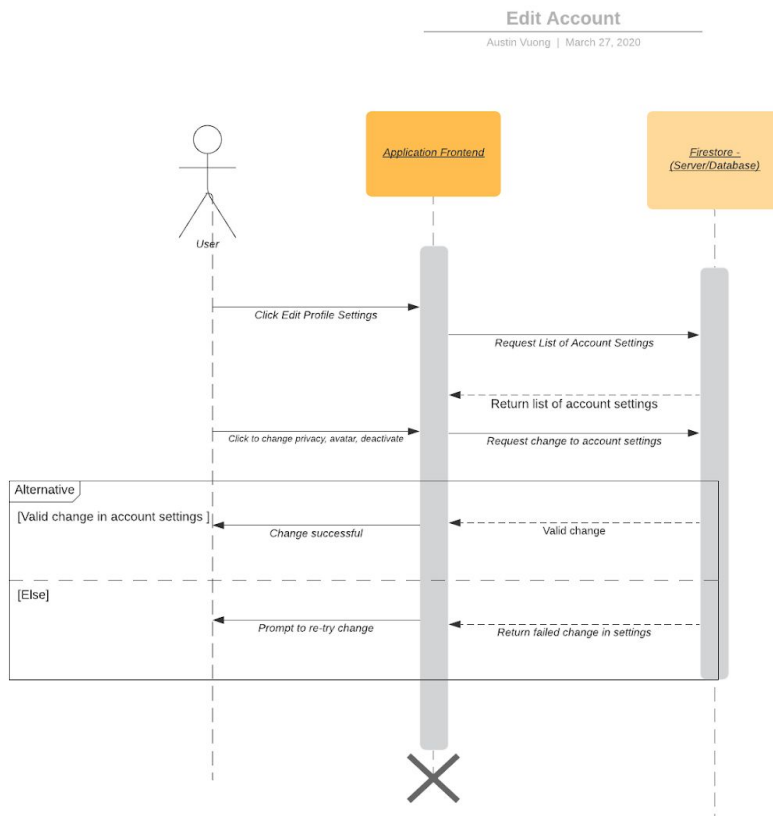 Edit Account
Austin Vuong | March 27, 2020
Application Frontend
Firestore -
(Server/Database)
User
Click Edit Profile Settings
Request List of Account Settings
Return list of account settings
Click to change privacy, avatar, deactivate
Request change to account settings
Alternative
[Valid change in account settings ]
Change successful
Valid change
[Else]
Prompt to re-try change
Return failed change in settings